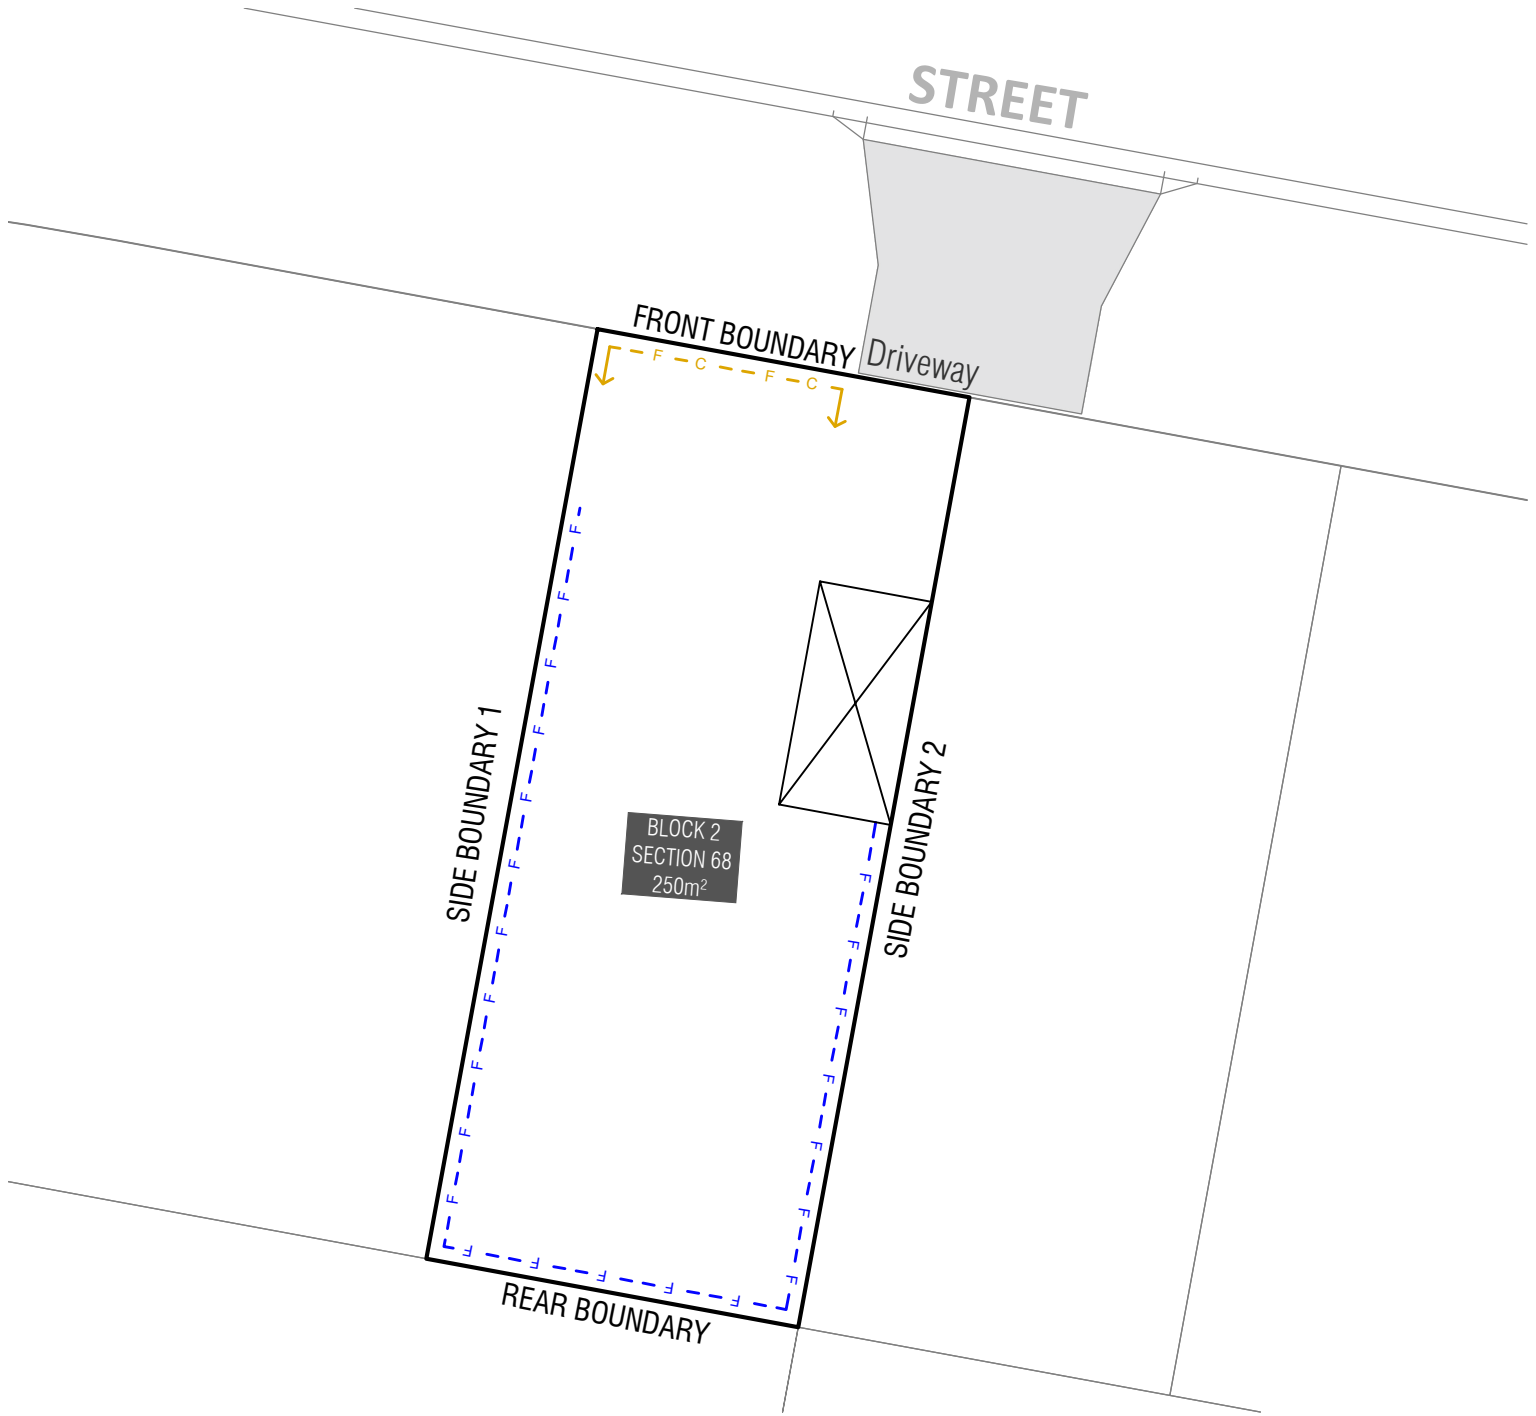 STREET
FRONT BOUNDARY
Driveway
F C F C
F F F F F F F F F F F
SIDE BOUNDARY 1
BLOCK 2
SECTION 68
250m²
SIDE BOUNDARY 2
F F F F F F F
F F F F F
REAR BOUNDARY